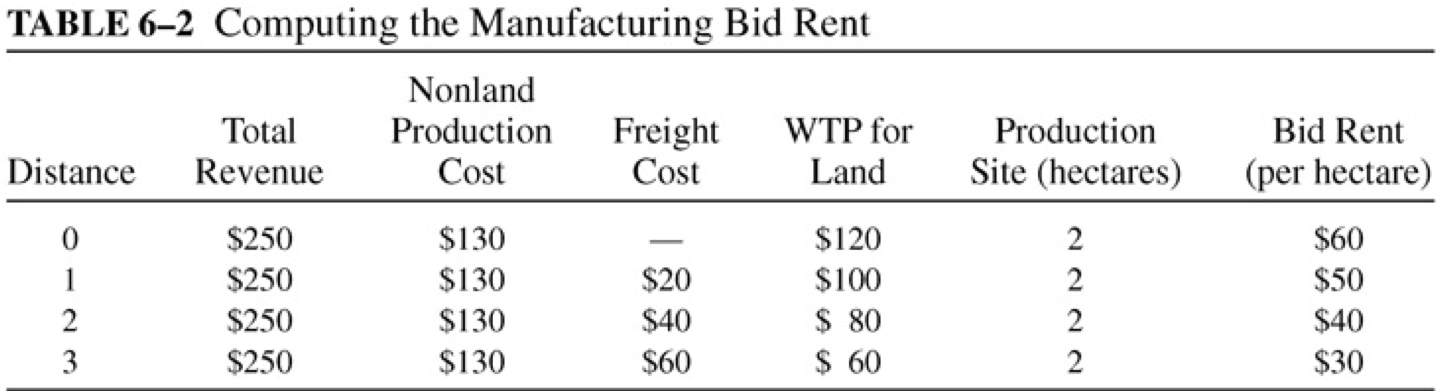 TABLE 6–2 Computing the Manufacturing Bid Rent
Nonland
Total Production Freight WTP for Production Bid Rent
Distance Revenue Cost Cost Land Site (hectares) (per hectare)
0 $250 $130 — $120 2 $60
1 $250 $130 $20 $100 2 $50
2 $250 $130 $40 $ 80 2 $40
3 $250 $130 $60 $ 60 2 $30